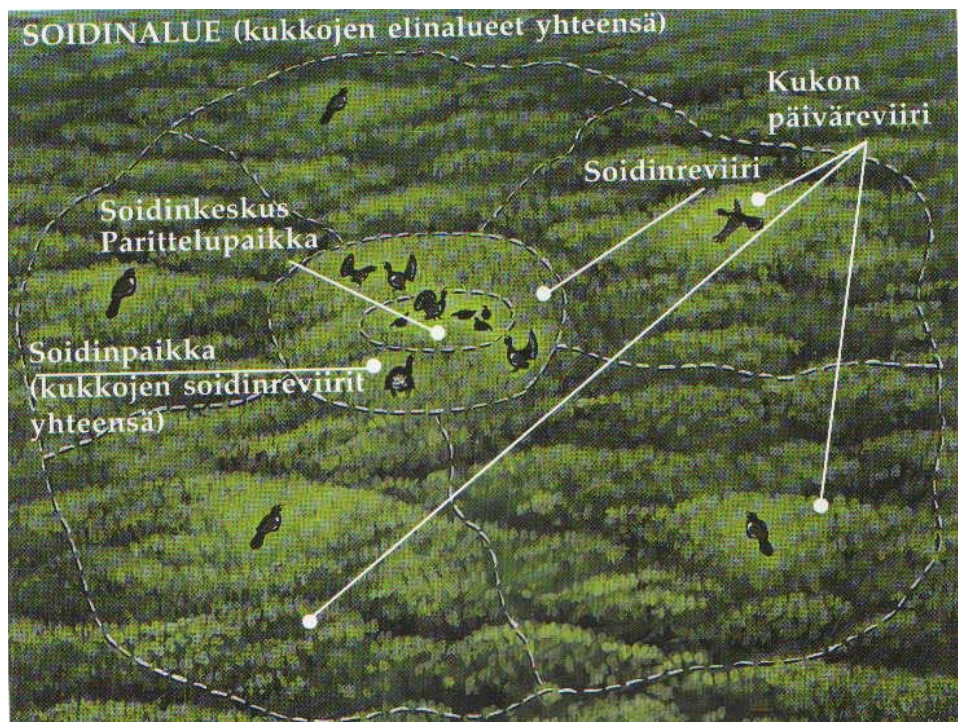 SOIDINALUE (kukkojen elinalueet yhteensä)
Kukon
päiväreviiri
Soidinreviiri
Soidinkeskus
Parittelupaikka
Soidinpaikka
(kukkojen soidinreviirit
yhteensä)